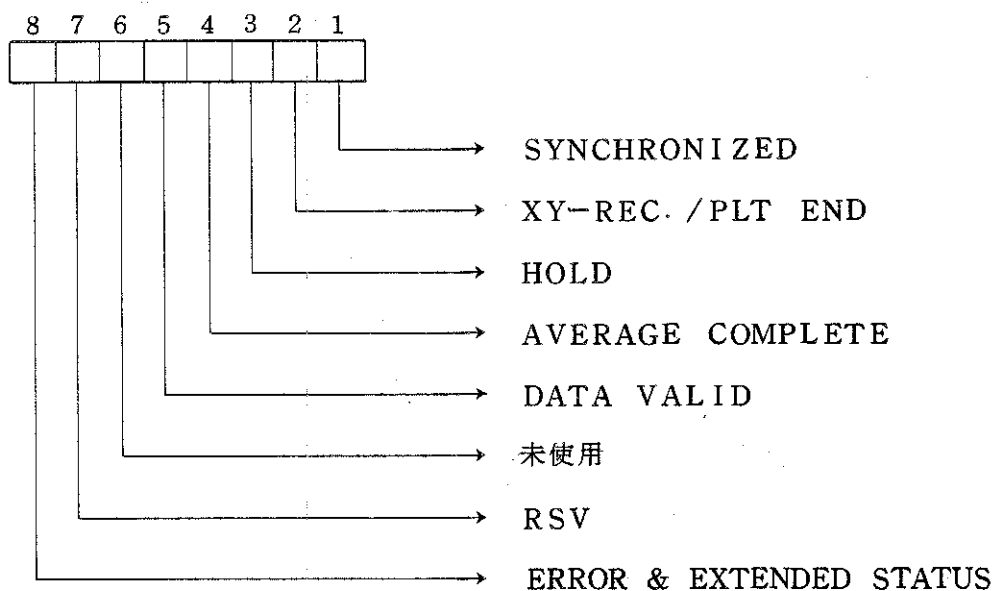 8 7 6 5 4 3 2 1
SYNCHRONIZED
XY-REC. /PLT END
HOLD
AVERAGE COMPLETE
DATA VALID
未使用
RSV
ERROR & EXTENDED STATUS